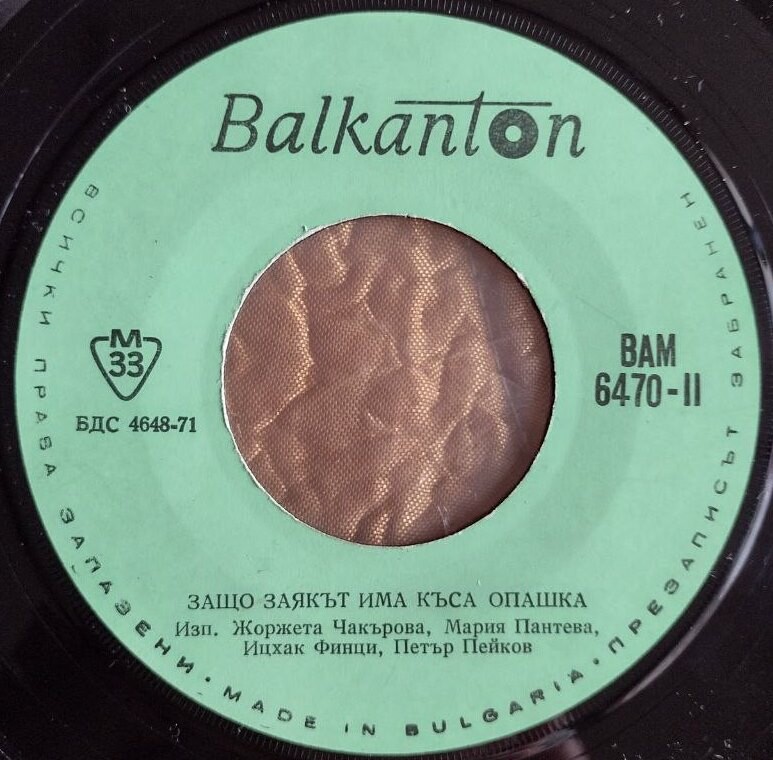 Balkanton
М
33
БДС 4648-71
ВАМ
6470-II
ЗАЩО ЗАЯКЪТ ИМА КЪСА ОПАШКА
Изп. Жоржета Чакърова, Мария Пантева,
Ицхак Финци, Петър Пейков
ВСИЧКИ ПРАВА ЗАПАЗЕНИ • MADE IN BULGARIA • ПРЕЗАПИСЪТ ЗАБРАНЕН